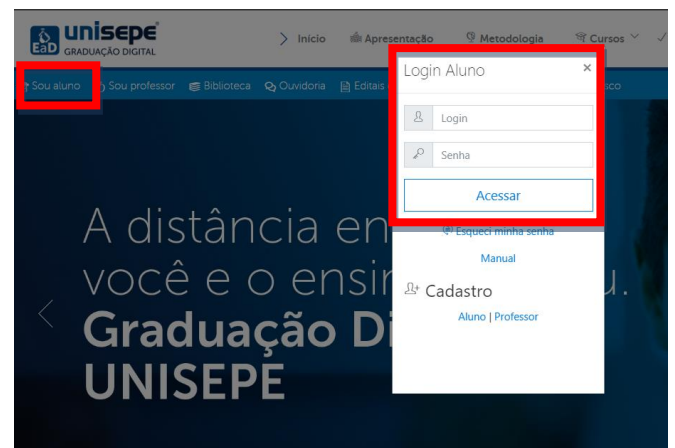 EaD unisepe
GRADUAÇÃO DIGITAL
Início Apresentação Metodologia Cursos
Sou aluno Sou professor Biblioteca Ouvidoria Editais
Login Aluno ×
Login
Senha
Acessar
Esqueci minha senha
Manual
Cadastro
Aluno | Professor
A distância en
você e o ensin
Graduação Di
UNISEPE